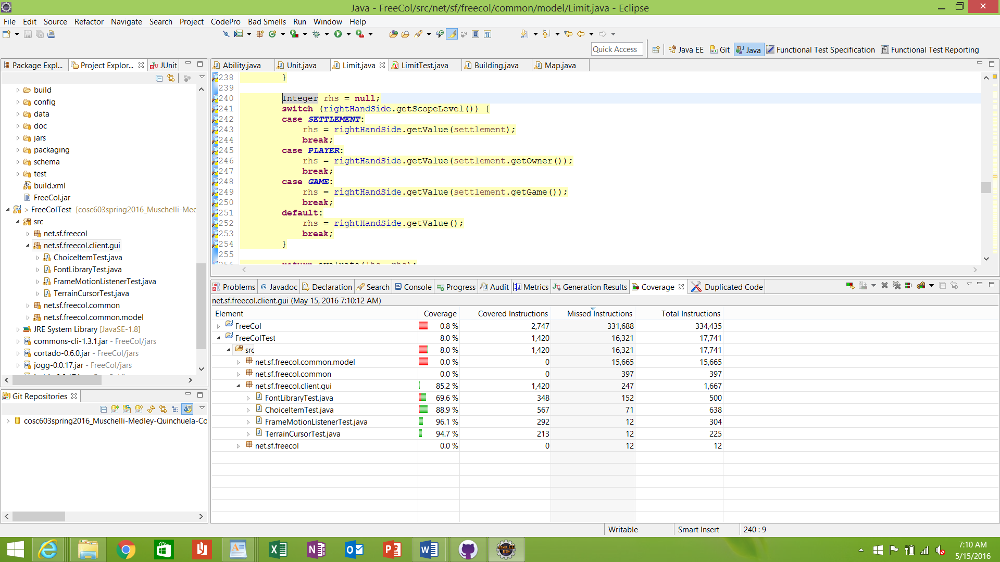 Java - FreeCol/src/net/sf/freecol/common/model/Limit.java - Eclipse
File Edit Source Refactor Navigate Search Project CodePro Bad Smells Run Window Help
Quick Access Java EE Git Java Functional Test Specification Functional Test Reporting
Package Expl... Project Explor... JUnit
build
config
data
doc
jars
packaging
schema
test
build.xml
FreeCol.jar
> FreeColTest [cosc603spring2016_Muschelli-Med
src
net.sf.freecol
net.sf.freecol.client.gui
ChoiceItemTest.java
FontLibraryTest.java
FrameMotionListenerTest.java
TerrainCursorTest.java
net.sf.freecol.common
net.sf.freecol.common.model
JRE System Library [JavaSE-1.8]
commons-cli-1.3.1.jar - FreeCol/jars
cortado-0.6.0.jar - FreeCol/jars
jogg-0.0.17.jar - FreeCol/jars
Git Repositories
cosc603spring2016_Muschelli-Medley-Quinchuela-Co
Ability.java Unit.java Limit.java LimitTest.java Building.java Map.java
238 }
239
240 Integer rhs = null;
241 switch (rightHandSide.getScopeLevel()) {
242 case SETTLEMENT:
243 rhs = rightHandSide.getValue(settlement);
244 break;
245 case PLAYER:
246 rhs = rightHandSide.getValue(settlement.getOwner());
247 break;
248 case GAME:
249 rhs = rightHandSide.getValue(settlement.getGame());
250 break;
251 default:
252 rhs = rightHandSide.getValue();
253 break;
254 }
255
256 return evaluate(lhs, rhs);
Problems @ Javadoc Declaration Search Console Progress Audit Metrics Generation Results Coverage Duplicated Code
net.sf.freecol.client.gui (May 15, 2016 7:10:12 AM)
Element Coverage Covered Instructions Missed Instructions Total Instructions
FreeCol 0.8 % 2,747 331,688 334,435
FreeColTest 8.0 % 1,420 16,321 17,741
src 8.0 % 1,420 16,321 17,741
net.sf.freecol.common.model 0.0 % 0 15,665 15,665
net.sf.freecol.common 0.0 % 0 397 397
net.sf.freecol.client.gui 85.2 % 1,420 247 1,667
FontLibraryTest.java 69.6 % 348 152 500
ChoiceItemTest.java 88.9 % 567 71 638
FrameMotionListenerTest.java 96.1 % 292 12 304
TerrainCursorTest.java 94.7 % 213 12 225
net.sf.freecol 0.0 % 0 12 12
Writable Smart Insert 240 : 9
Java EE
IDE
7:10 AM
5/15/2016